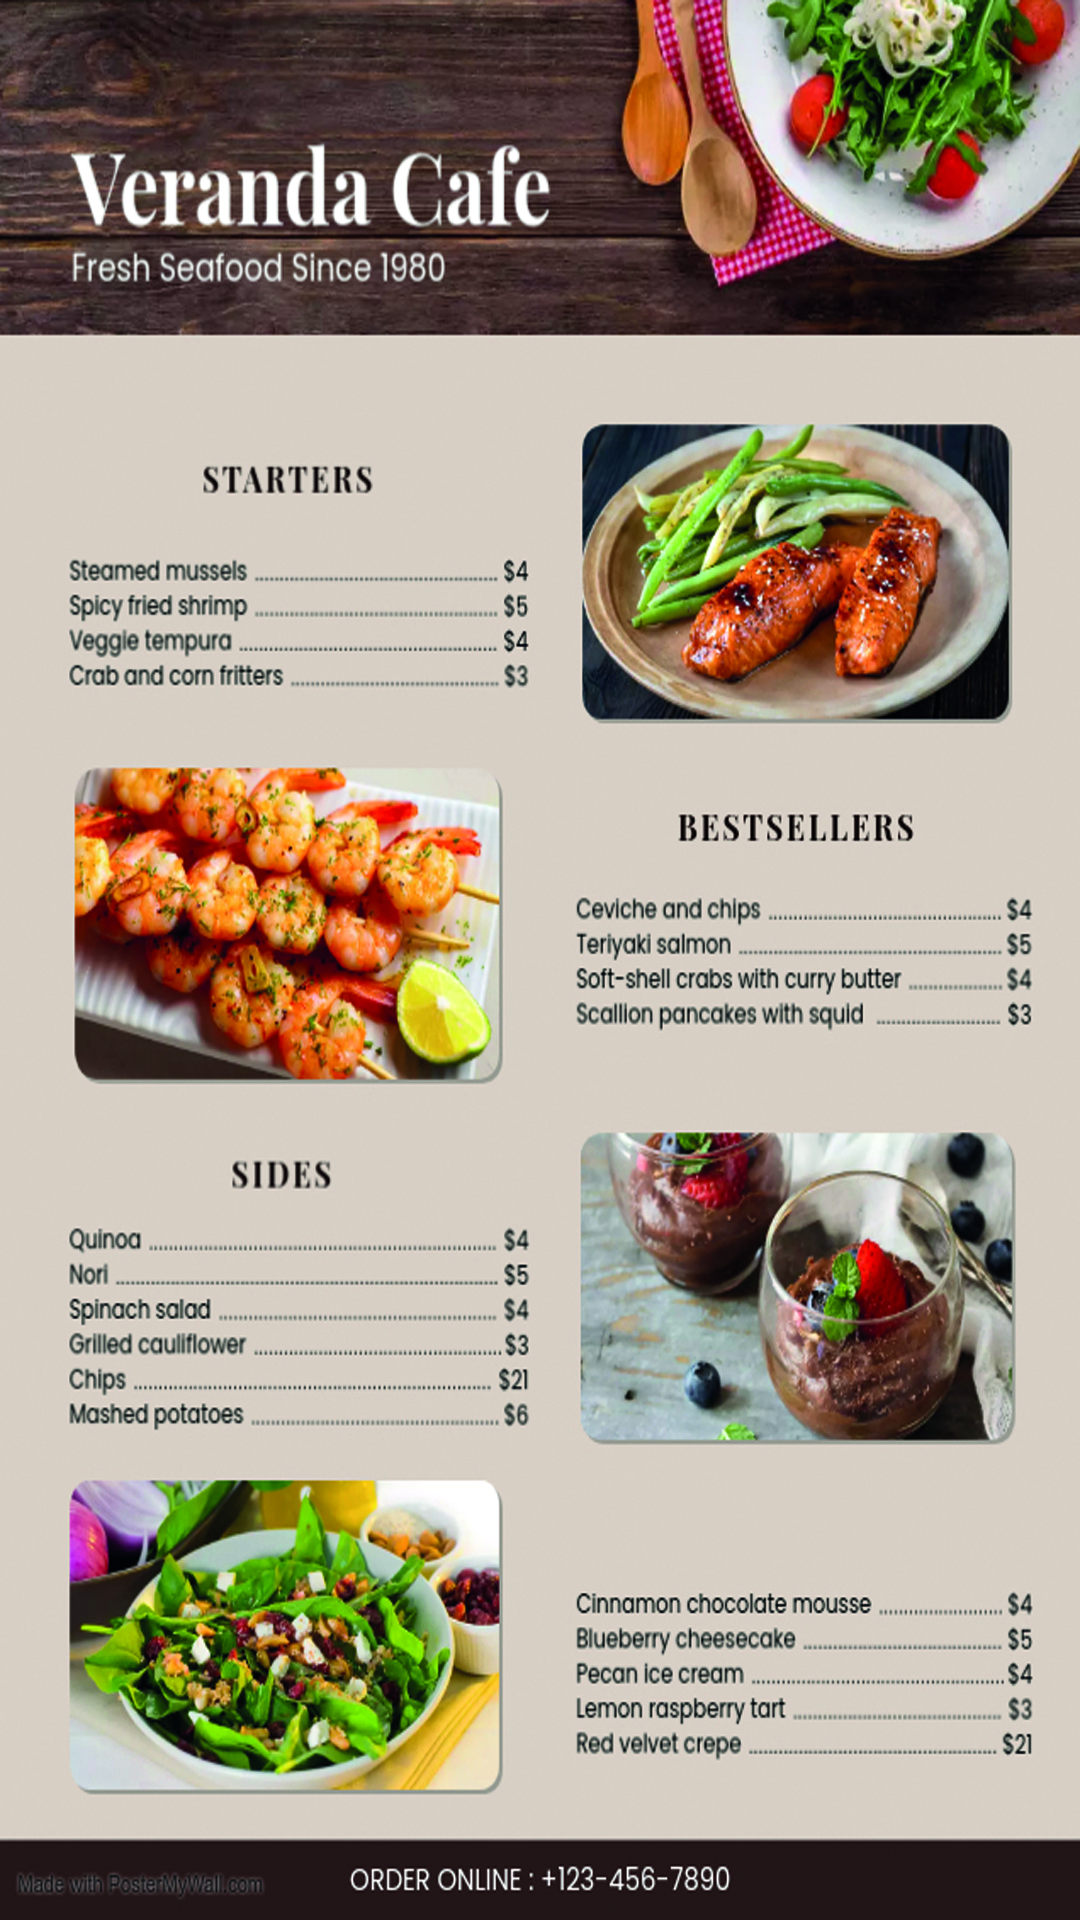 Veranda Cafe
Fresh Seafood Since 1980
STARTERS
Steamed mussels ........ $4
Spicy fried shrimp ........ $5
Veggie tempura ........ $4
Crab and corn fritters ........ $3
BESTSELLERS
Ceviche and chips ........ $4
Teriyaki salmon ........ $5
Soft-shell crabs with curry butter ........ $4
Scallion pancakes with squid ........ $3
SIDES
Quinoa ........ $4
Nori ........ $5
Spinach salad ........ $4
Grilled cauliflower ........ $3
Chips ........ $21
Mashed potatoes ........ $6
Cinnamon chocolate mousse ........ $4
Blueberry cheesecake ........ $5
Pecan ice cream ........ $4
Lemon raspberry tart ........ $3
Red velvet crepe ........ $21
Made with PosterMyWall.com
ORDER ONLINE : +123-456-7890